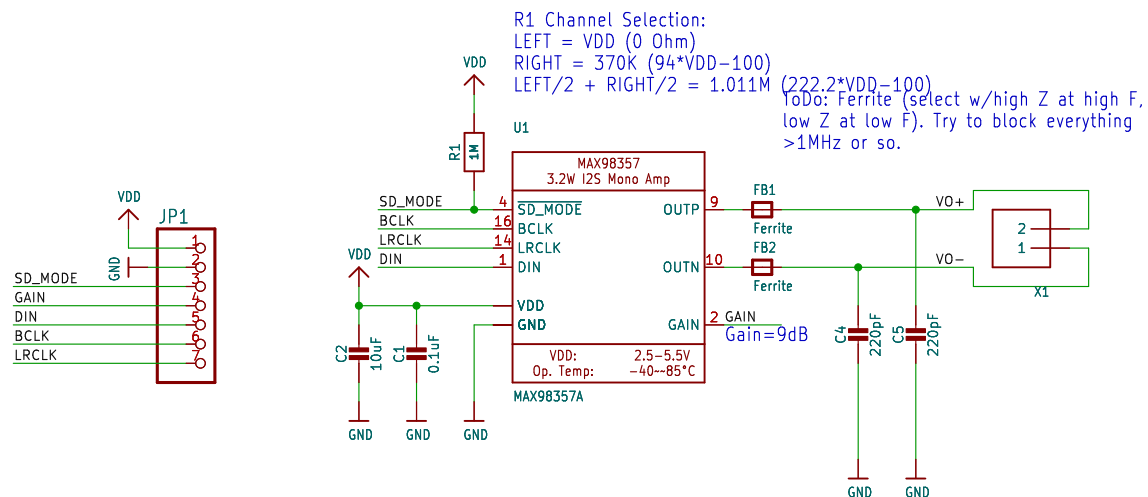 R1 Channel Selection:
LEFT = VDD (0 Ohm)
RIGHT = 370K (94*VDD-100)
LEFT/2 + RIGHT/2 = 1.011M (222.2*VDD-100)
ToDo: Ferrite (select w/high Z at high F,
low Z at low F). Try to block everything
>1MHz or so.
VDD
R1
1M
U1
MAX98357
3.2W I2S Mono Amp
SD_MODE
4
SD_MODE
BCLK
16
BCLK
LRCLK
14
LRCLK
DIN
1
DIN
VDD
GND
OUTP
9
OUTN
10
GAIN
2
GAIN
Gain=9dB
VDD:
2.5-5.5V
Op. Temp:
-40~~85°C
MAX98357A
FB1
Ferrite
FB2
Ferrite
VO+
VO-
2
1
X1
VDD
JP1
GND
1
2
3
4
5
6
7
SD_MODE
GAIN
DIN
BCLK
LRCLK
VDD
C2
10uF
C1
0.1uF
GND
GND
GND
C4
220pF
C5
220pF
GND
GND